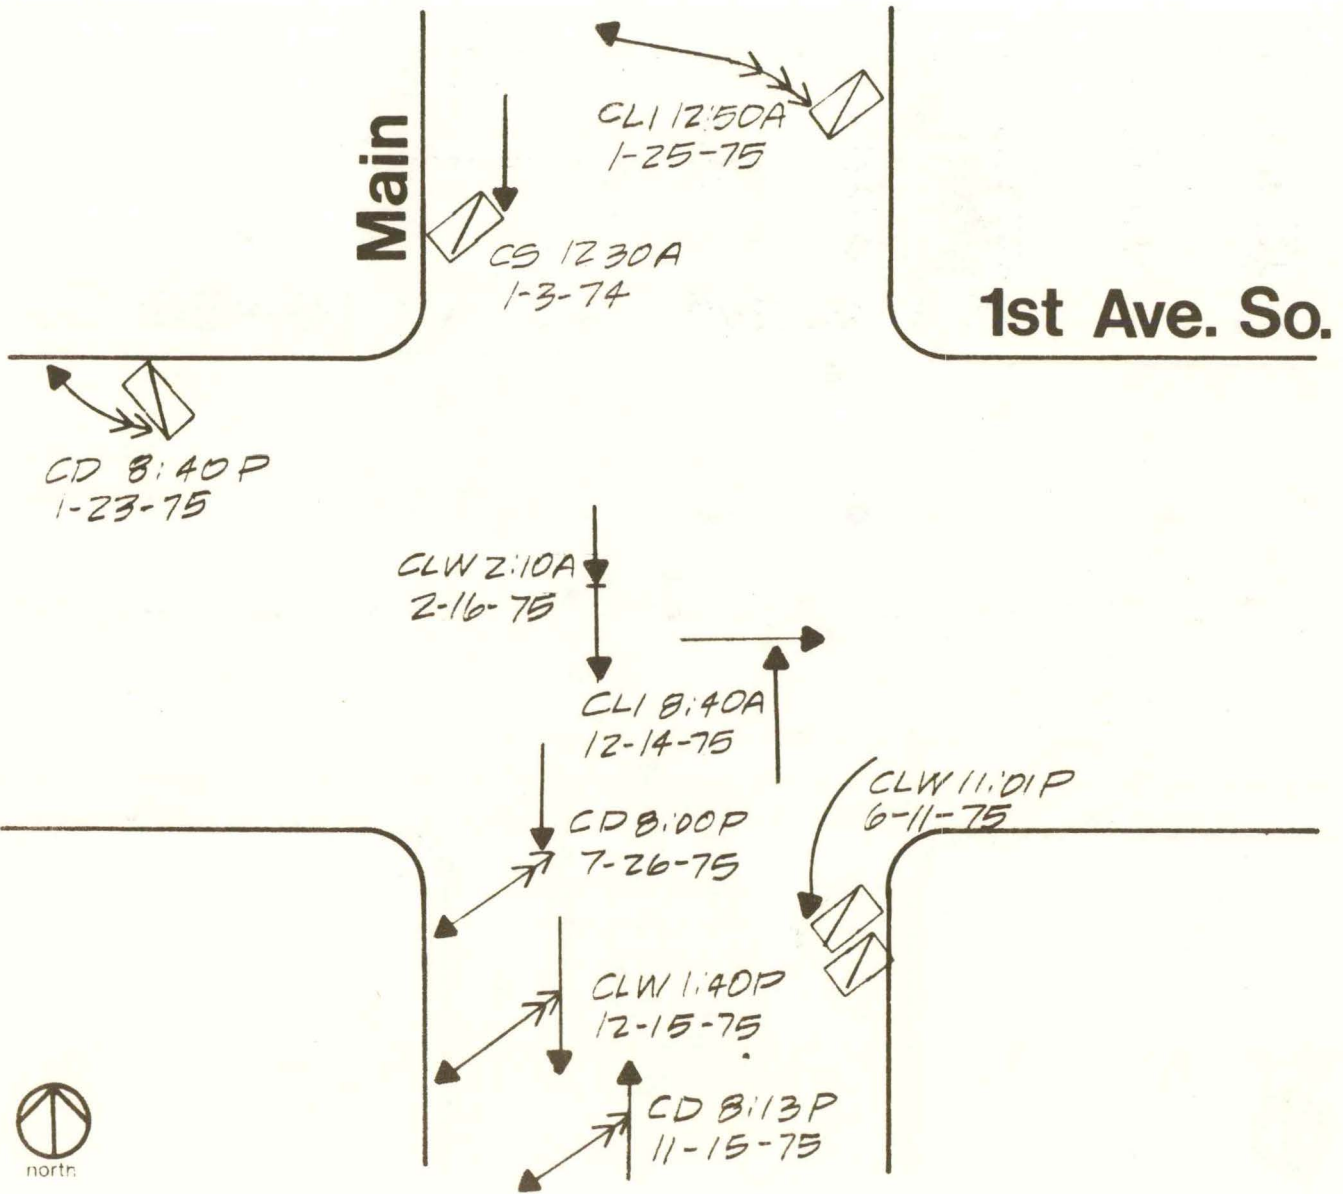 CLI 12:50A
1-25-75
Main
CS 1230A
1-3-74
1st Ave. So.
CD 8:40P
1-23-75
CLW 2:10A
2-16-75
CLI 8:40A
12-14-75
CLW 11:01P
6-11-75
CD 8:00P
7-26-75
CLW 1:40P
12-15-75
CD 8:13P
11-15-75
north